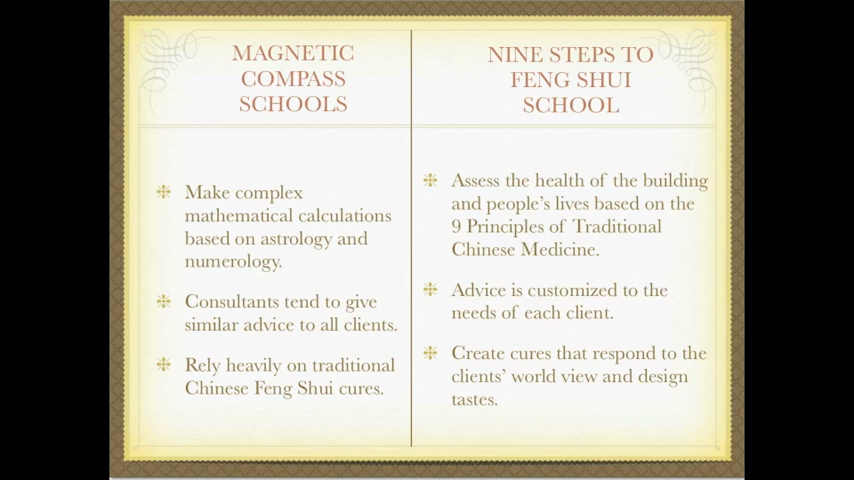 MAGNETIC
COMPASS
SCHOOLS
Make complex
mathematical calculations
based on astrology and
numerology.
Consultants tend to give
similar advice to all clients.
Rely heavily on traditional
Chinese Feng Shui cures.
NINE STEPS TO
FENG SHUI
SCHOOL
Assess the health of the building
and people’s lives based on the
9 Principles of Traditional
Chinese Medicine.
Advice is customized to the
needs of each client.
Create cures that respond to the
clients’ world view and design
tastes.